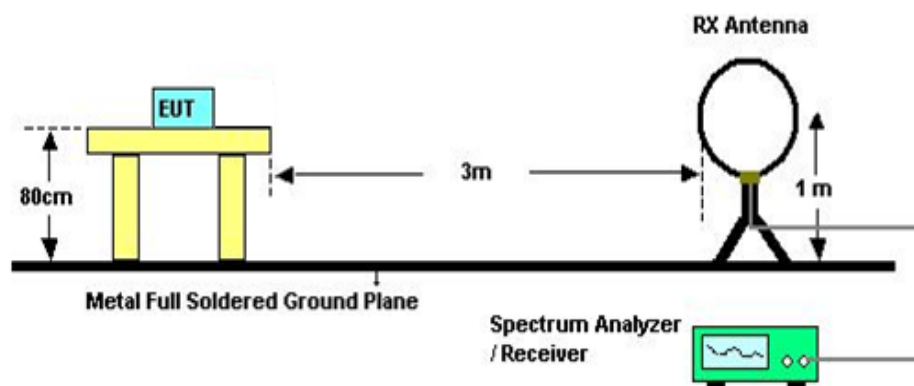 RX Antenna
EUT
3m
80cm
1 m
Metal Full Soldered Ground Plane
Spectrum Analyzer
/ Receiver